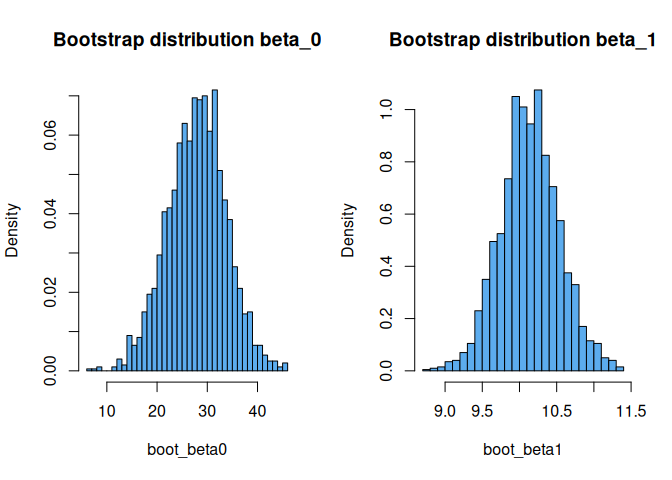 Bootstrap distribution beta_0
Density
0.00 0.02 0.04 0.06
10 20 30 40
boot_beta0
Bootstrap distribution beta_1
Density
0.0 0.2 0.4 0.6 0.8 1.0
9.0 9.5 10.5 11.5
boot_beta1